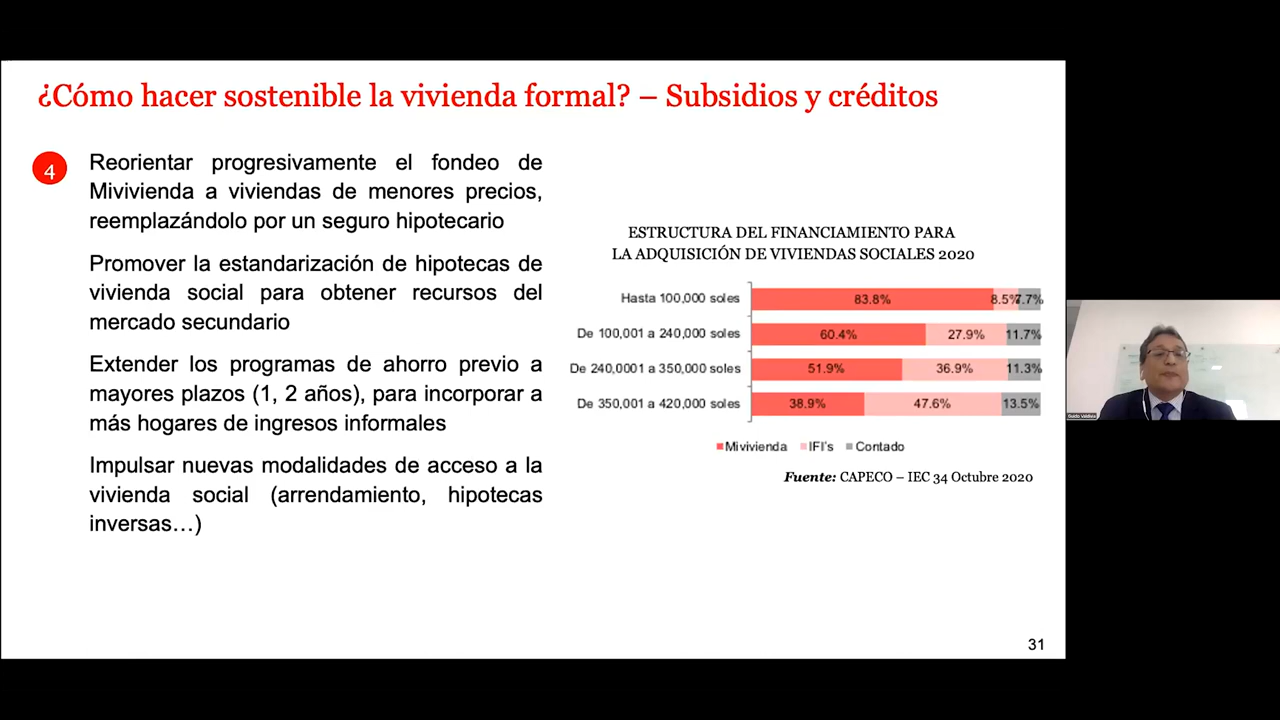 ¿Cómo hacer sostenible la vivienda formal? – Subsidios y créditos
4
Reorientar progresivamente el fondeo de
Mivivienda a viviendas de menores precios,
reemplazándolo por un seguro hipotecario
Promover la estandarización de hipotecas de
vivienda social para obtener recursos del
mercado secundario
Extender los programas de ahorro previo a
mayores plazos (1, 2 años), para incorporar a
más hogares de ingresos informales
Impulsar nuevas modalidades de acceso a la
vivienda social (arrendamiento, hipotecas
inversas…)
ESTRUCTURA DEL FINANCIAMIENTO PARA
LA ADQUISICIÓN DE VIVIENDAS SOCIALES 2020
Hasta 100,000 soles 83.8% 8.5% 7.7%
De 100,001 a 240,000 soles 60.4% 27.9% 11.7%
De 240,0001 a 350,000 soles 51.9% 36.9% 11.3%
De 350,001 a 420,000 soles 38.9% 47.6% 13.5%
Mivivienda IFI's Contado
Fuente: CAPECO – IEC 34 Octubre 2020
31
Guido Valdivia